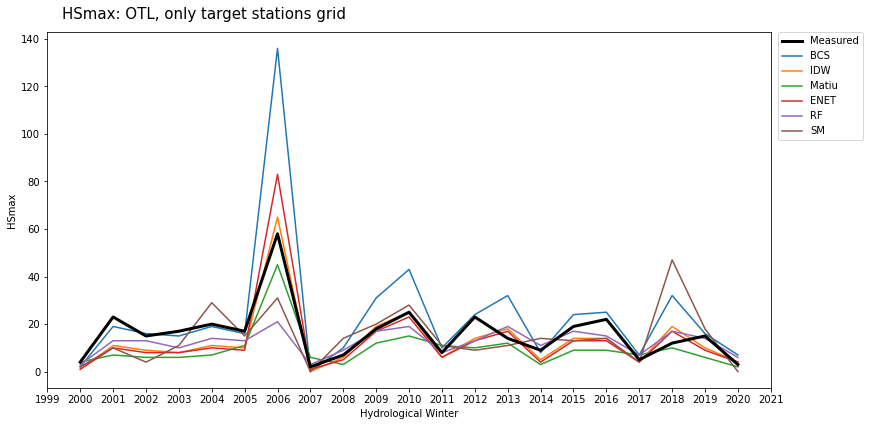 HSmax: OTL, only target stations grid
140
120
100
80
60
40
20
0
HSmax
1999 2000 2001 2002 2003 2004 2005 2006 2007 2008 2009 2010 2011 2012 2013 2014 2015 2016 2017 2018 2019 2020 2021
Hydrological Winter
Measured
BCS
IDW
Matiu
ENET
RF
SM